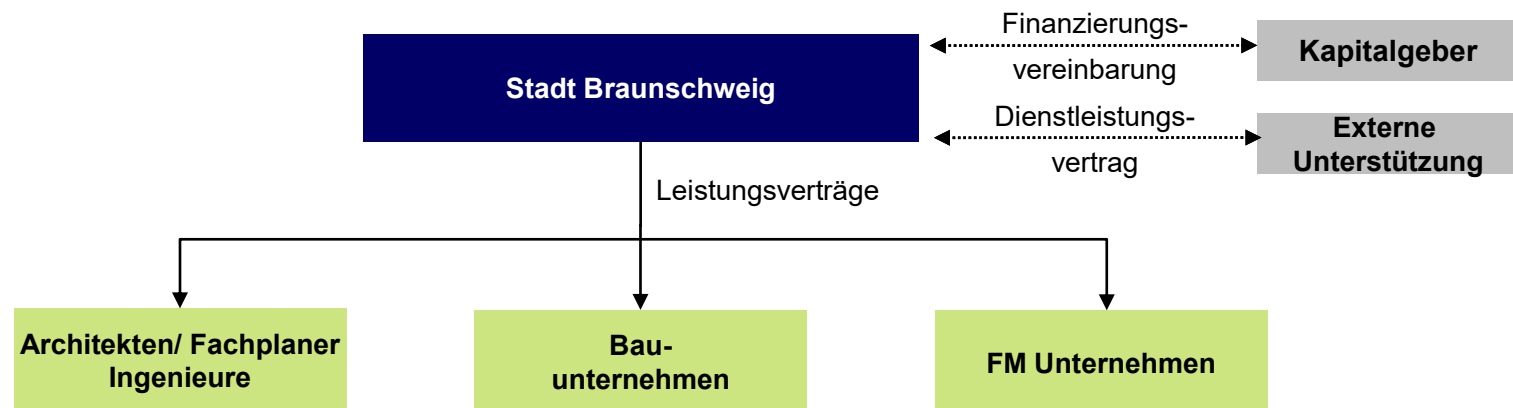 Finanzierungs-
vereinbarung
Kapitalgeber
Stadt Braunschweig
Dienstleistungs-
vertrag
Externe
Unterstützung
Leistungsverträge
Architekten/ Fachplaner
Ingenieure
Bau-
unternehmen
FM Unternehmen